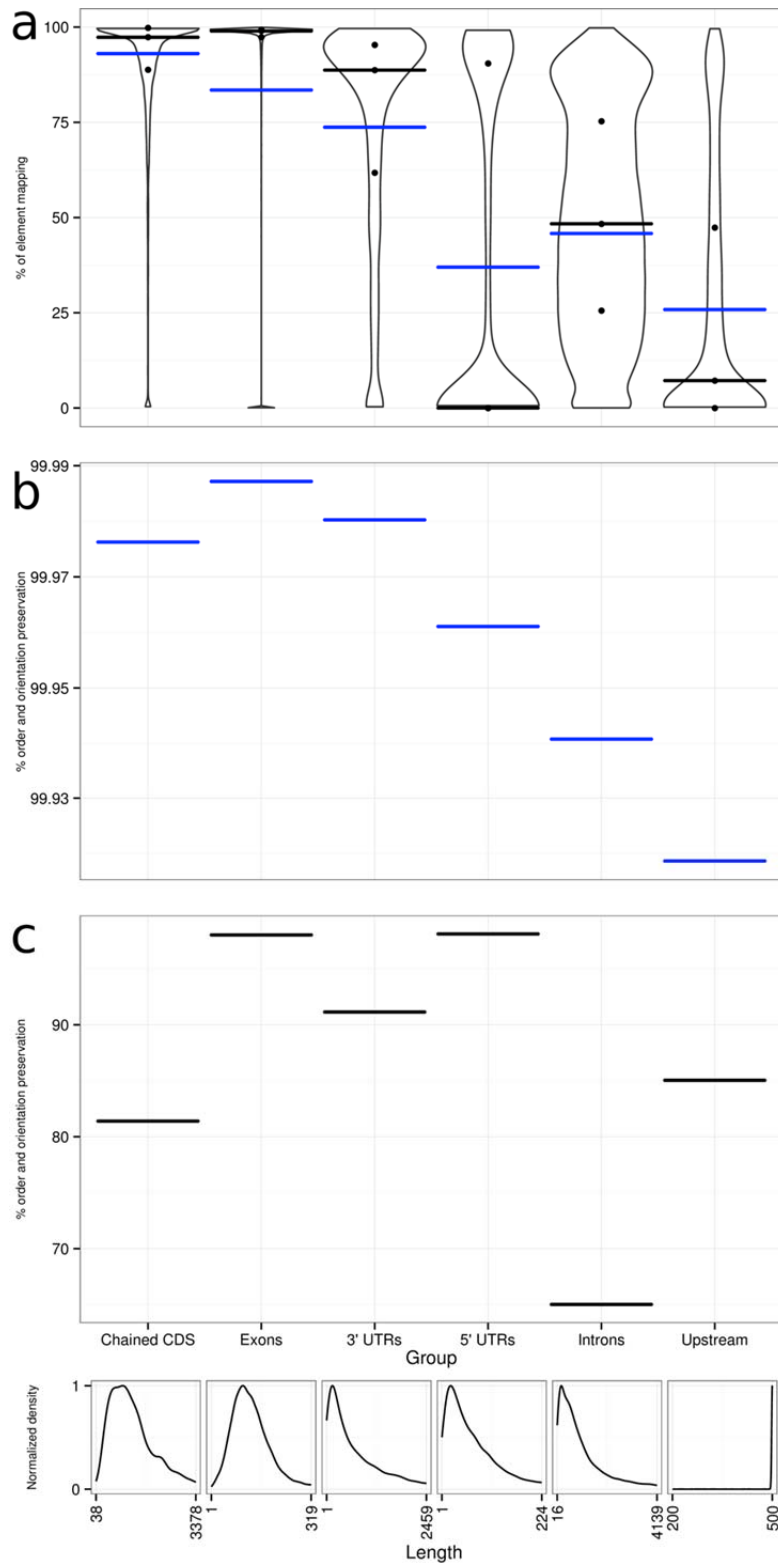 a
% of element mapping
100
75
50
25
0
b
% order and orientation preservation
99.99
99.97
99.95
99.93
c
% order and orientation preservation
90
80
70
Chained CDS Exons 3' UTRs 5' UTRs Introns Upstream
Group
Normalized density
1
0
38 3378 1 319 1 2459 1 224 216 4139 200 500
Length